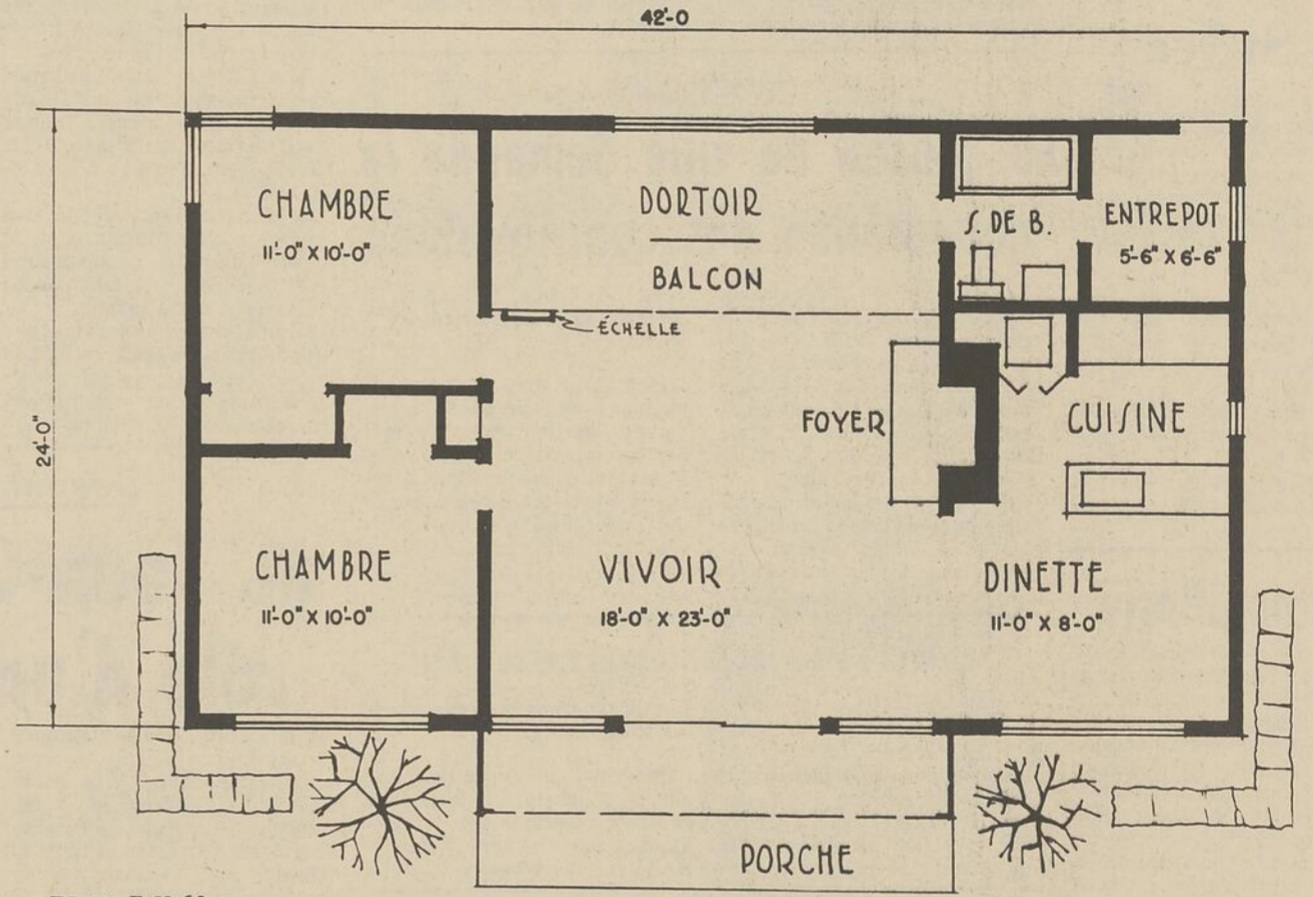 42'-0
24'-0"
CHAMBRE
11'-0" X 10'-0"
DORTOIR
BALCON
S. DE B.
ENTREPOT
5'-6" X 6'-6"
ÉCHELLE
FOYER
CUISINE
CHAMBRE
11'-0" X 10'-0"
VIVOIR
18'-0" X 23'-0"
DINETTE
11'-0" X 8'-0"
PORCHE